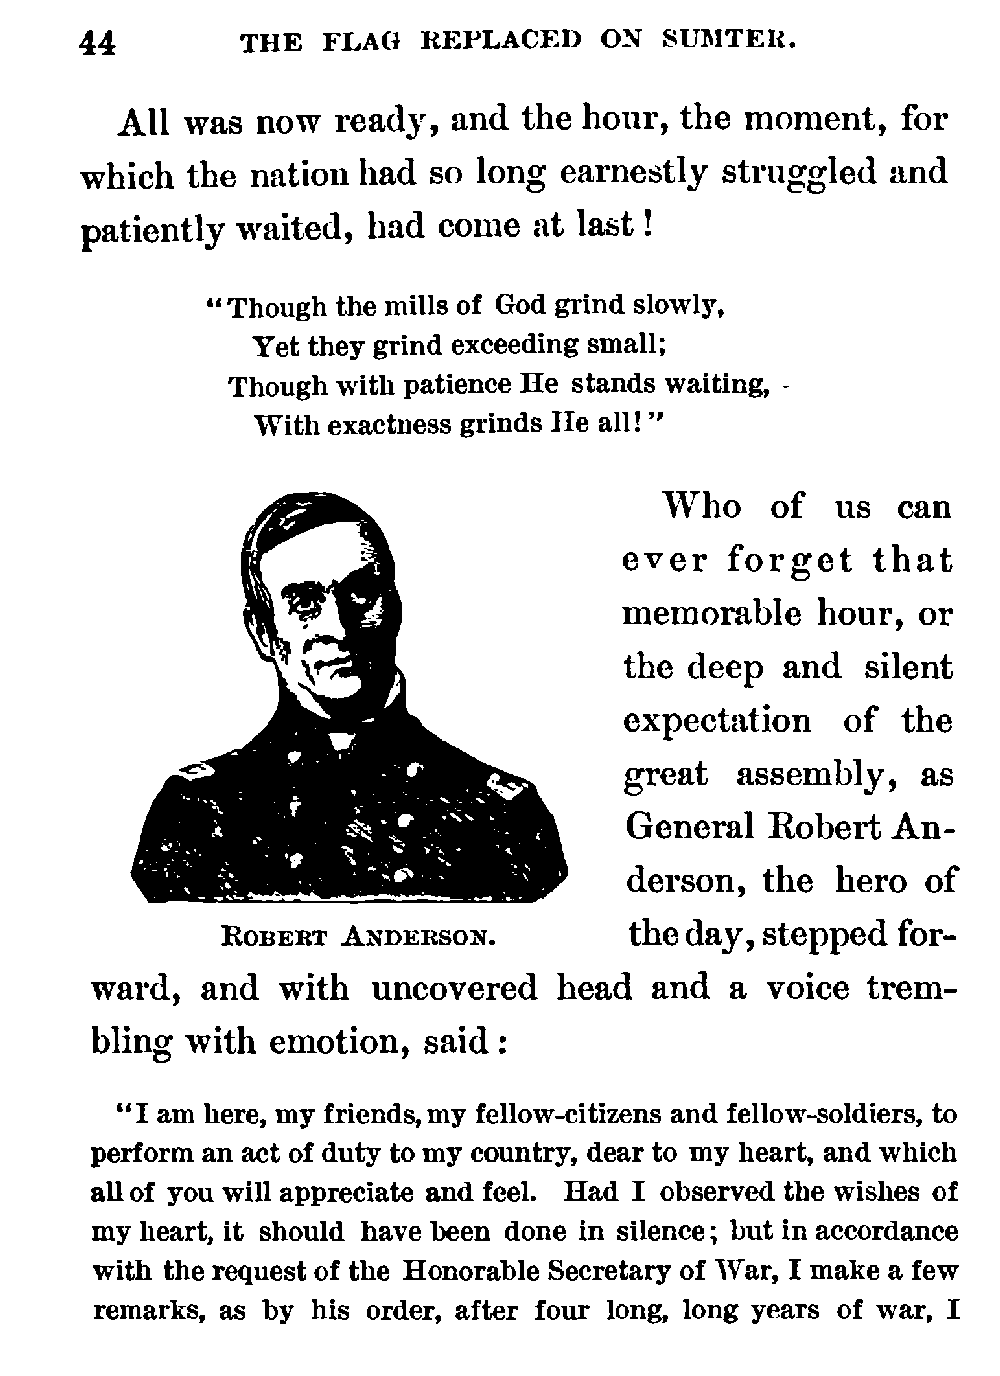 44 THE FLAG REPLACED ON SUMTER.
All was now ready, and the hour, the moment, for
which the nation had so long earnestly struggled and
patiently waited, had come at last!
"Though the mills of God grind slowly,
Yet they grind exceeding small;
Though with patience He stands waiting,
With exactness grinds He all!"
Who of us can
ever forget that
memorable hour, or
the deep and silent
expectation of the
great assembly, as
General Robert An-
derson, the hero of
the day, stepped for-
ROBERT ANDERSON.
ward, and with uncovered head and a voice trem-
bling with emotion, said:
"I am here, my friends, my fellow-citizens and fellow-soldiers, to
perform an act of duty to my country, dear to my heart, and which
all of you will appreciate and feel. Had I observed the wishes of
my heart, it should have been done in silence; but in accordance
with the request of the Honorable Secretary of War, I make a few
remarks, as by his order, after four long, long years of war, I